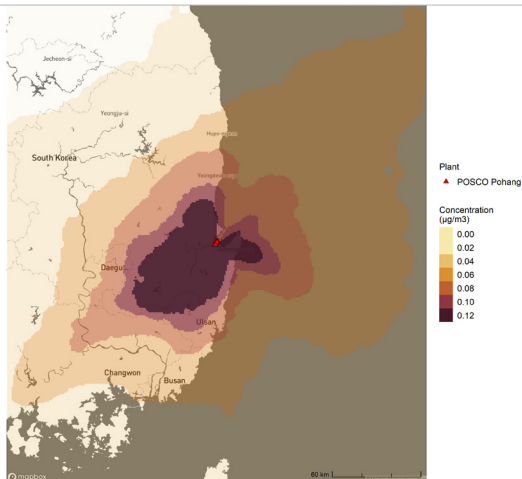 Jecheon-si
Yeongju-si
South Korea
Daegu
Ulsan
Changwon
Busan
mapbox
60 km
Plant
POSCO Pohang
Concentration
(µg/m3)
0.00
0.02
0.04
0.06
0.08
0.10
0.12